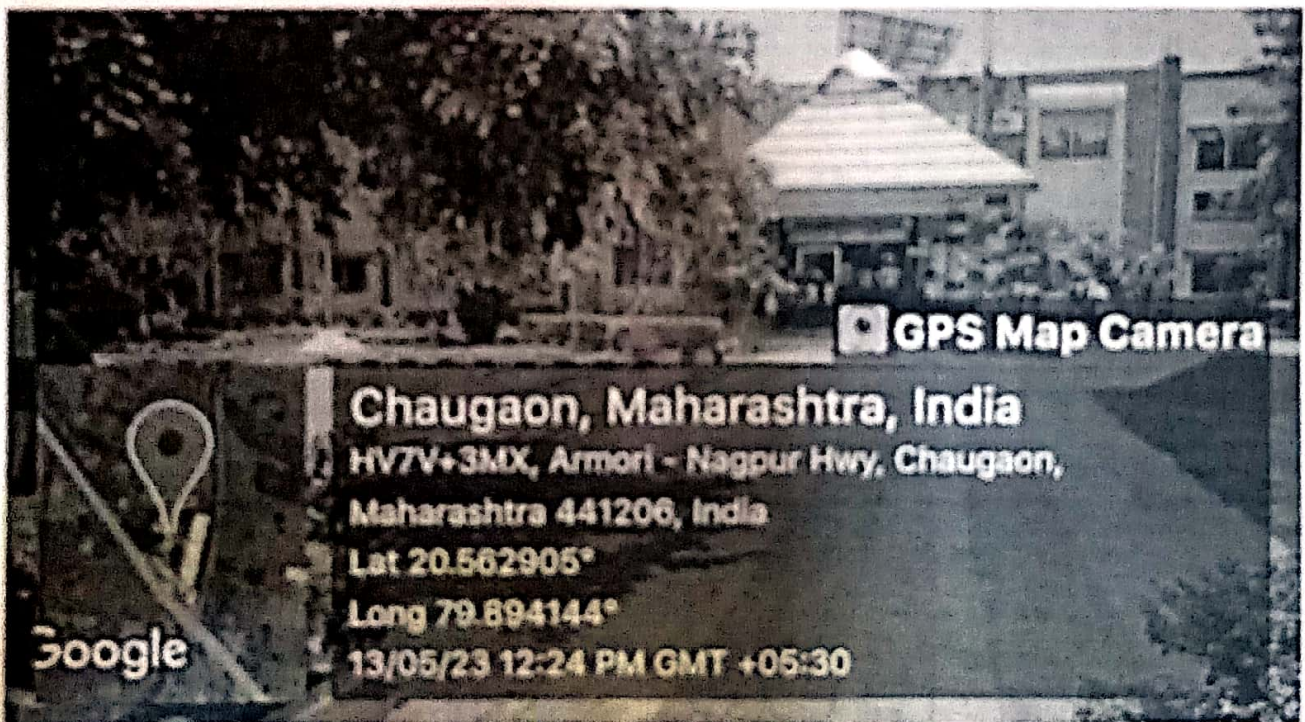 GPS Map Camera
Chaugaon, Maharashtra, India
HV7V+3MX, Armori - Nagpur Hwy, Chaugaon,
Maharashtra 441206, India
Lat 20.562905°
Long 79.894144°
13/05/23 12:24 PM GMT +05:30
Google